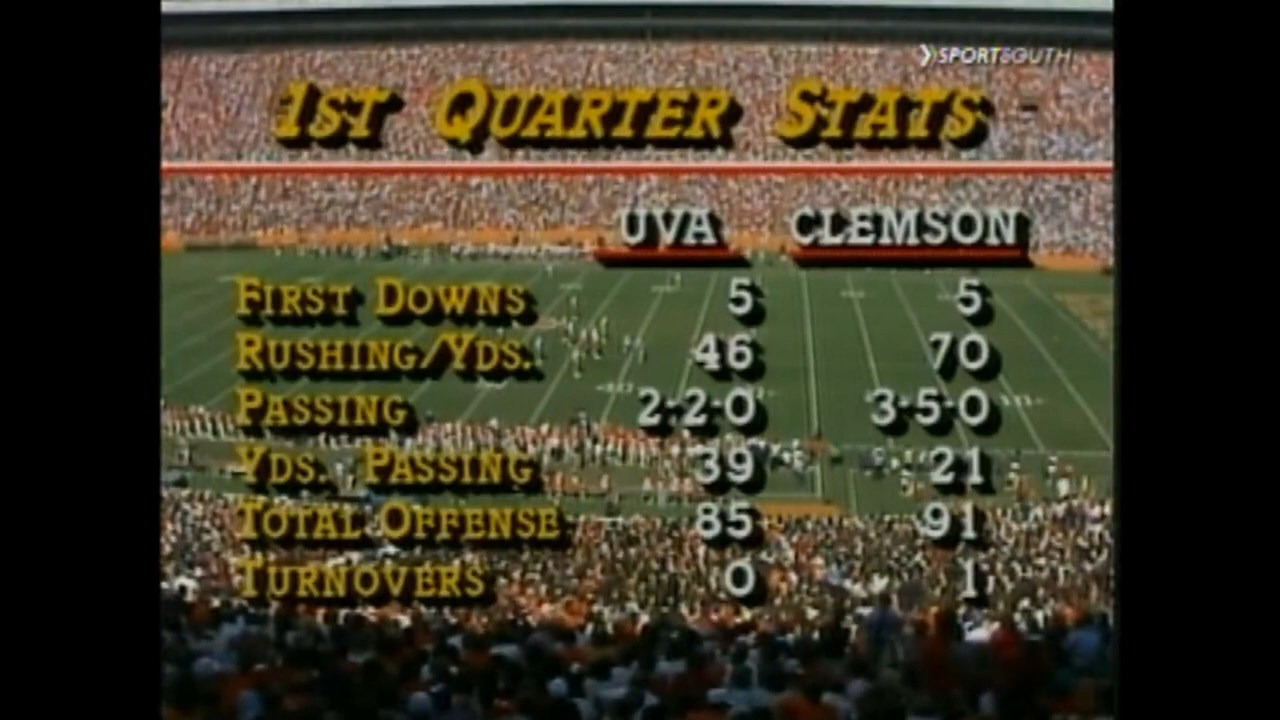 SPORTSOUTH
1ST QUARTER STATS
UVA CLEMSON
FIRST DOWNS 5 5
RUSHING/YDS. 46 70
PASSING 2-2-0 3-5-0
YDS. PASSING 39 21
TOTAL OFFENSE 85 91
TURNOVERS 0 1